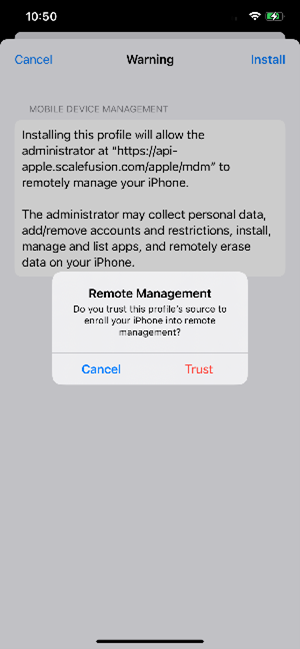 10:50
Cancel Warning Install
MOBILE DEVICE MANAGEMENT
Installing this profile will allow the
administrator at “https://api-
apple.scalefusion.com/apple/mdm” to
remotely manage your iPhone.
The administrator may collect personal data,
add/remove accounts and restrictions, install,
manage and list apps, and remotely erase
data on your iPhone.
Remote Management
Do you trust this profile's source to
enroll your iPhone into remote
management?
Cancel Trust